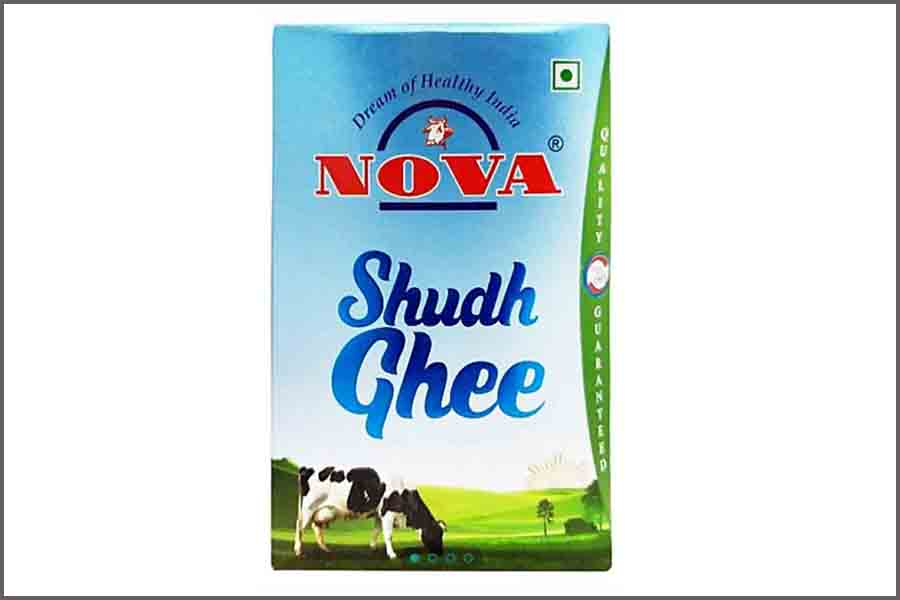 Dream of Healthy India
NOVA®
Shudh
Ghee
QUALITY
GUARANTEED